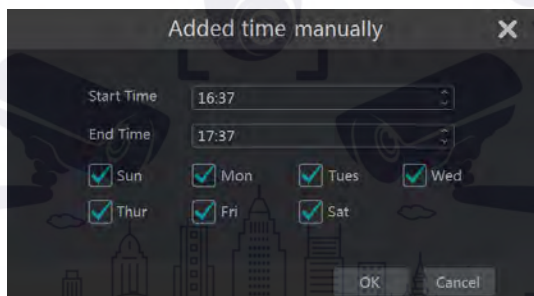 Added time manually
Start Time 16:37
End Time 17:37
Sun Mon Tues Wed
Thur Fri Sat
OK Cancel